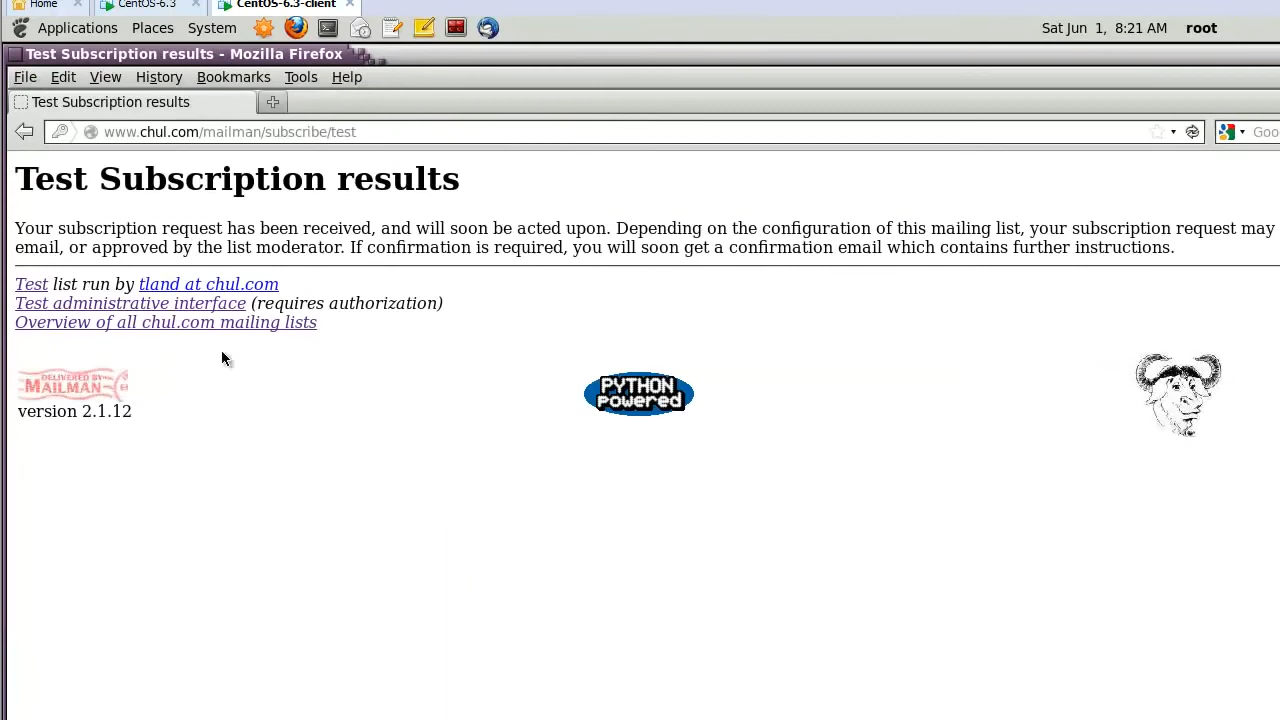 Home CentOS-6.3 CentOS-6.3-client
Applications Places System Sat Jun 1, 8:21 AM root
Test Subscription results - Mozilla Firefox
File Edit View History Bookmarks Tools Help
Test Subscription results
www.chul.com/mailman/subscribe/test Goo
Test Subscription results
Your subscription request has been received, and will soon be acted upon. Depending on the configuration of this mailing list, your subscription request may
email, or approved by the list moderator. If confirmation is required, you will soon get a confirmation email which contains further instructions.
Test list run by tland at chul.com
Test administrative interface (requires authorization)
Overview of all chul.com mailing lists
DELIVERED BY
MAILMAN
version 2.1.12
PYTHON
powered